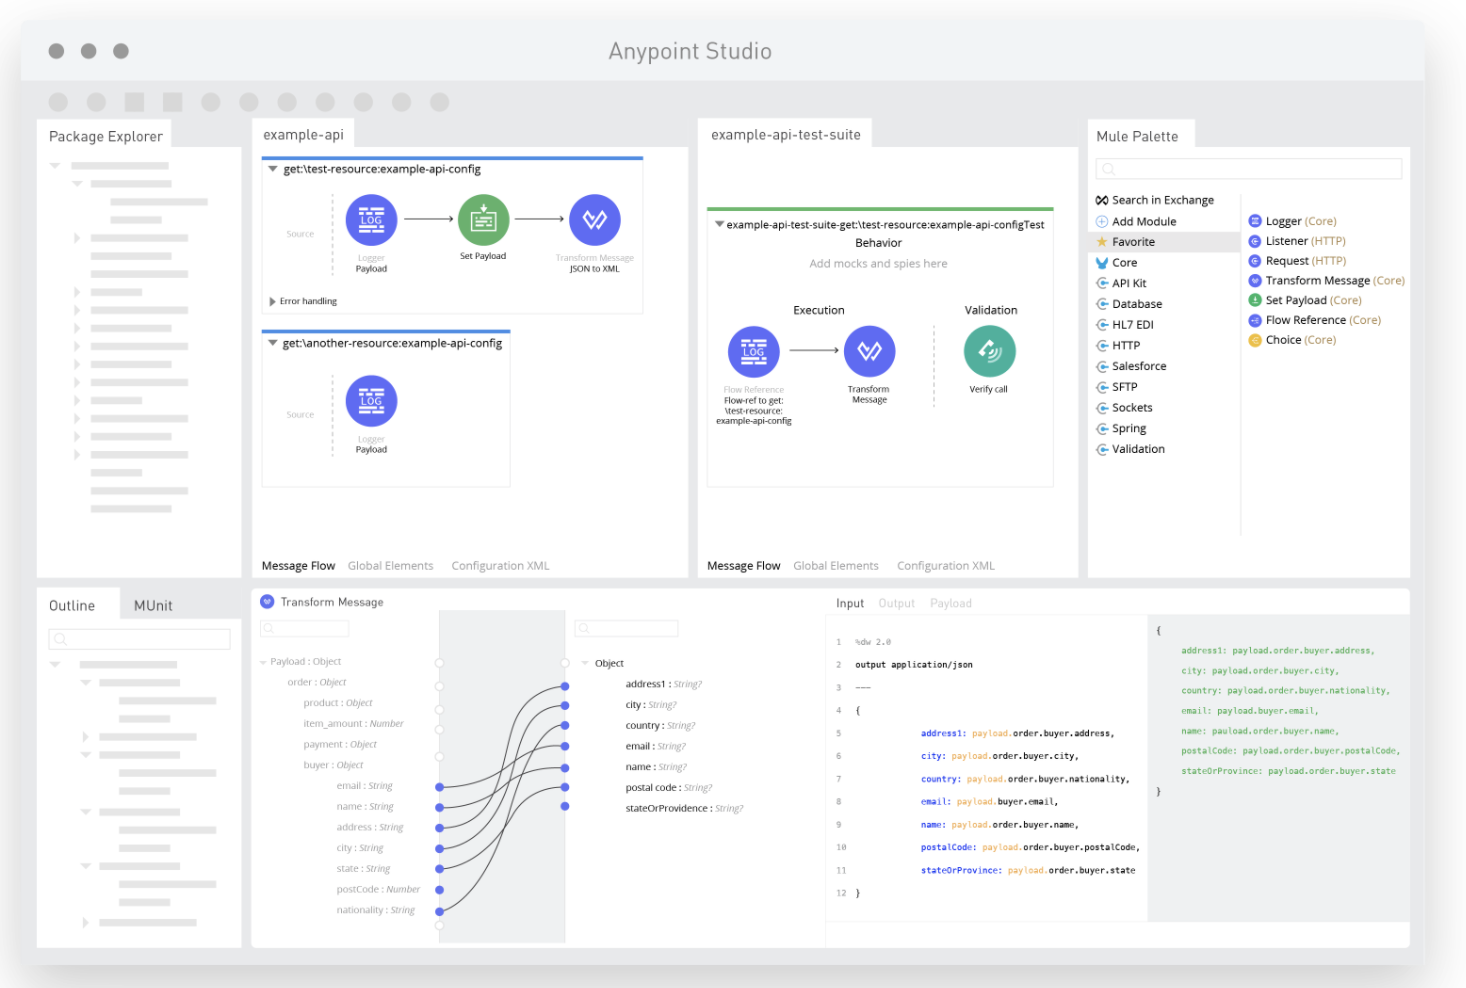 Anypoint Studio
Package Explorer
example-api
get:\test-resource:example-api-config
Source
LOG
Logger
Payload
Set Payload
Transform Message
JSON to XML
Error handling
get:\another-resource:example-api-config
Source
LOG
Logger
Payload
Message Flow Global Elements Configuration XML
example-api-test-suite
example-api-test-suite-get:\test-resource:example-api-configTest
Behavior
Add mocks and spies here
Execution
Validation
LOG
Flow Reference
Flow-ref to get:
\test-resource:
example-api-config
Transform
Message
Verify call
Message Flow Global Elements Configuration XML
Mule Palette
Search in Exchange
Add Module
Favorite
Core
API Kit
Database
HL7 EDI
HTTP
Salesforce
SFTP
Sockets
Spring
Validation
Logger (Core)
Listener (HTTP)
Request (HTTP)
Transform Message (Core)
Set Payload (Core)
Flow Reference (Core)
Choice (Core)
Outline MUnit
Transform Message
Payload : Object
order : Object
product : Object
item_amount : Number
payment : Object
buyer : Object
email : String
name : String
address : String
city : String
state : String
postCode : Number
nationality : String
Object
address1 : String?
city : String?
country : String?
email : String?
name : String?
postal code : String?
stateOrProvidence : String?
Input Output Payload
1 %dw 2.0
2 output application/json
3 ---
4 {
5 address1: payload.order.buyer.address,
6 city: payload.order.buyer.city,
7 country: payload.order.buyer.nationality,
8 email: payload.buyer.email,
9 name: payload.order.buyer.name,
10 postalCode: payload.order.buyer.postalCode,
11 stateOrProvince: payload.order.buyer.state
12 }
{
address1: payload.order.buyer.address,
city: payload.order.buyer.city,
country: payload.order.buyer.nationality,
email: payload.buyer.email,
name: payload.order.buyer.name,
postalCode: payload.order.buyer.postalCode,
stateOrProvince: payload.order.buyer.state
}